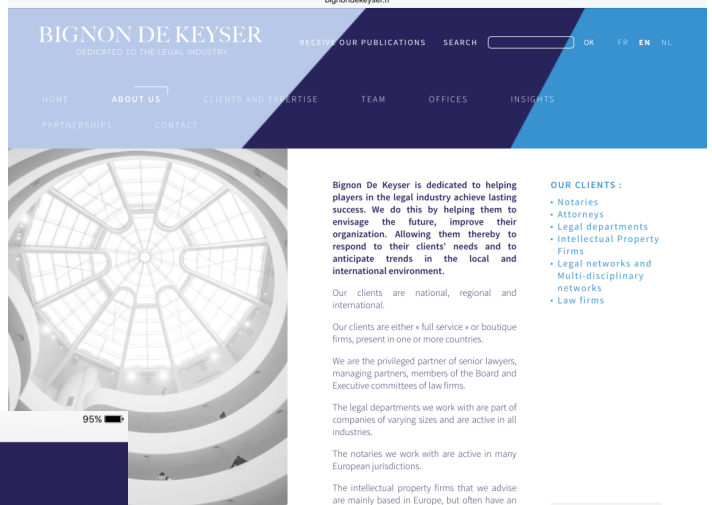 bignondekeyser.fr
BIGNON DE KEYSER
DEDICATED TO THE LEGAL INDUSTRY
RECEIVE OUR PUBLICATIONS SEARCH OK FR EN NL
HOME ABOUT US CLIENTS AND EXPERTISE TEAM OFFICES INSIGHTS
PARTNERSHIPS CONTACT
Bignon De Keyser is dedicated to helping
players in the legal industry achieve lasting
success. We do this by helping them to
envisage the future, improve their
organization. Allowing them thereby to
respond to their clients' needs and to
anticipate trends in the local and
international environment.
Our clients are national, regional and
international.
Our clients are either « full service » or boutique
firms, present in one or more countries.
We are the privileged partner of senior lawyers,
managing partners, members of the Board and
Executive committees of law firms.
The legal departments we work with are part of
companies of varying sizes and are active in all
industries.
The notaries we work with are active in many
European jurisdictions.
The intellectual property firms that we advise
are mainly based in Europe, but often have an
OUR CLIENTS :
• Notaries
• Attorneys
• Legal departments
• Intellectual Property
Firms
• Legal networks and
Multi-disciplinary
networks
• Law firms
95%